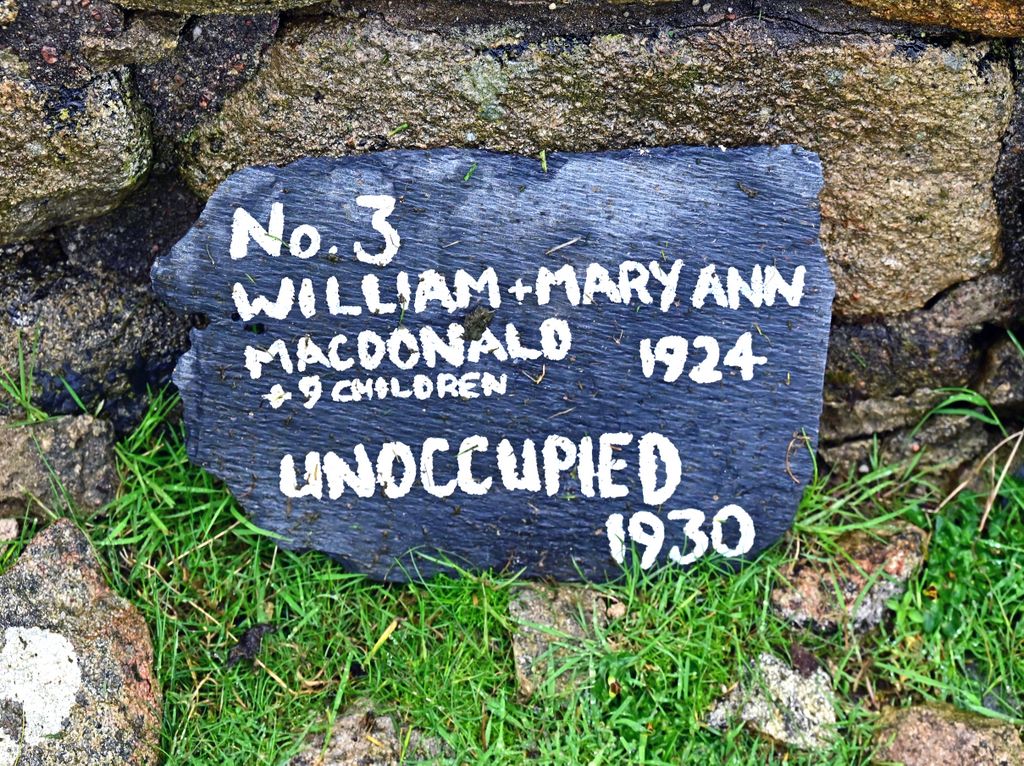 No. 3
WILLIAM + MARY ANN
MACDONALD 1924
+ 9 CHILDREN
UNOCCUPIED
1930